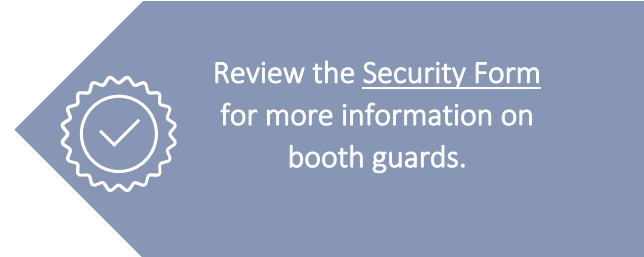 Review the Security Form
for more information on
booth guards.